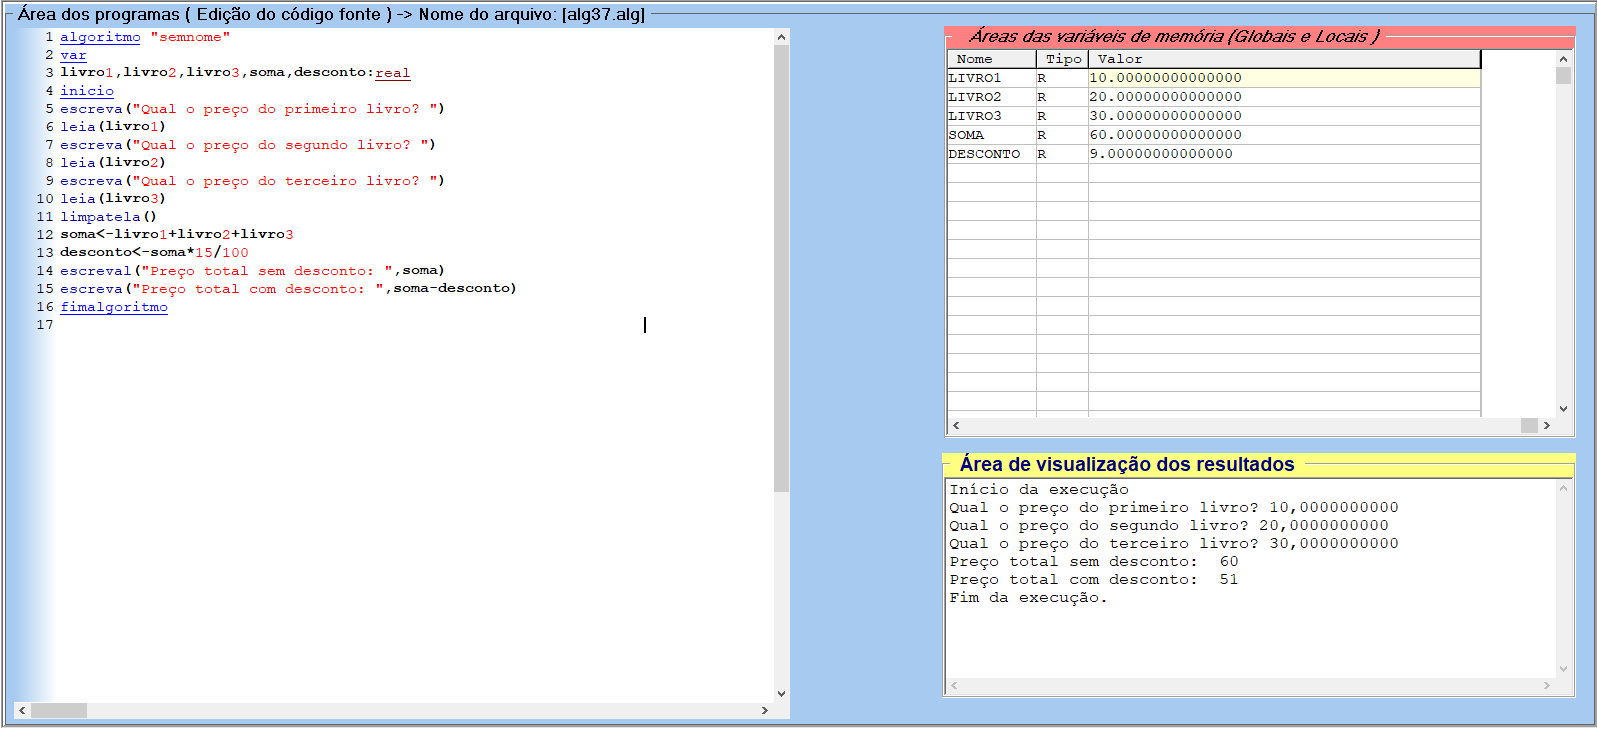 Área dos programas ( Edição do código fonte ) -> Nome do arquivo: [alg37.alg]
1 algoritmo "semnome"
2 var
3 livro1,livro2,livro3,soma,desconto:real
4 inicio
5 escreva("Qual o preço do primeiro livro? ")
6 leia(livro1)
7 escreva("Qual o preço do segundo livro? ")
8 leia(livro2)
9 escreva("Qual o preço do terceiro livro? ")
10 leia(livro3)
11 limpatela()
12 soma<-livro1+livro2+livro3
13 desconto<-soma*15/100
14 escreval("Preço total sem desconto: ",soma)
15 escreva("Preço total com desconto: ",soma-desconto)
16 fimalgoritmo
17
Áreas das variáveis de memória (Globais e Locais )
Nome Tipo Valor
LIVRO1 R 10.00000000000000
LIVRO2 R 20.00000000000000
LIVRO3 R 30.00000000000000
SOMA R 60.00000000000000
DESCONTO R 9.00000000000000
Área de visualização dos resultados
Início da execução
Qual o preço do primeiro livro? 10,0000000000
Qual o preço do segundo livro? 20,0000000000
Qual o preço do terceiro livro? 30,0000000000
Preço total sem desconto:  60
Preço total com desconto:  51
Fim da execução.